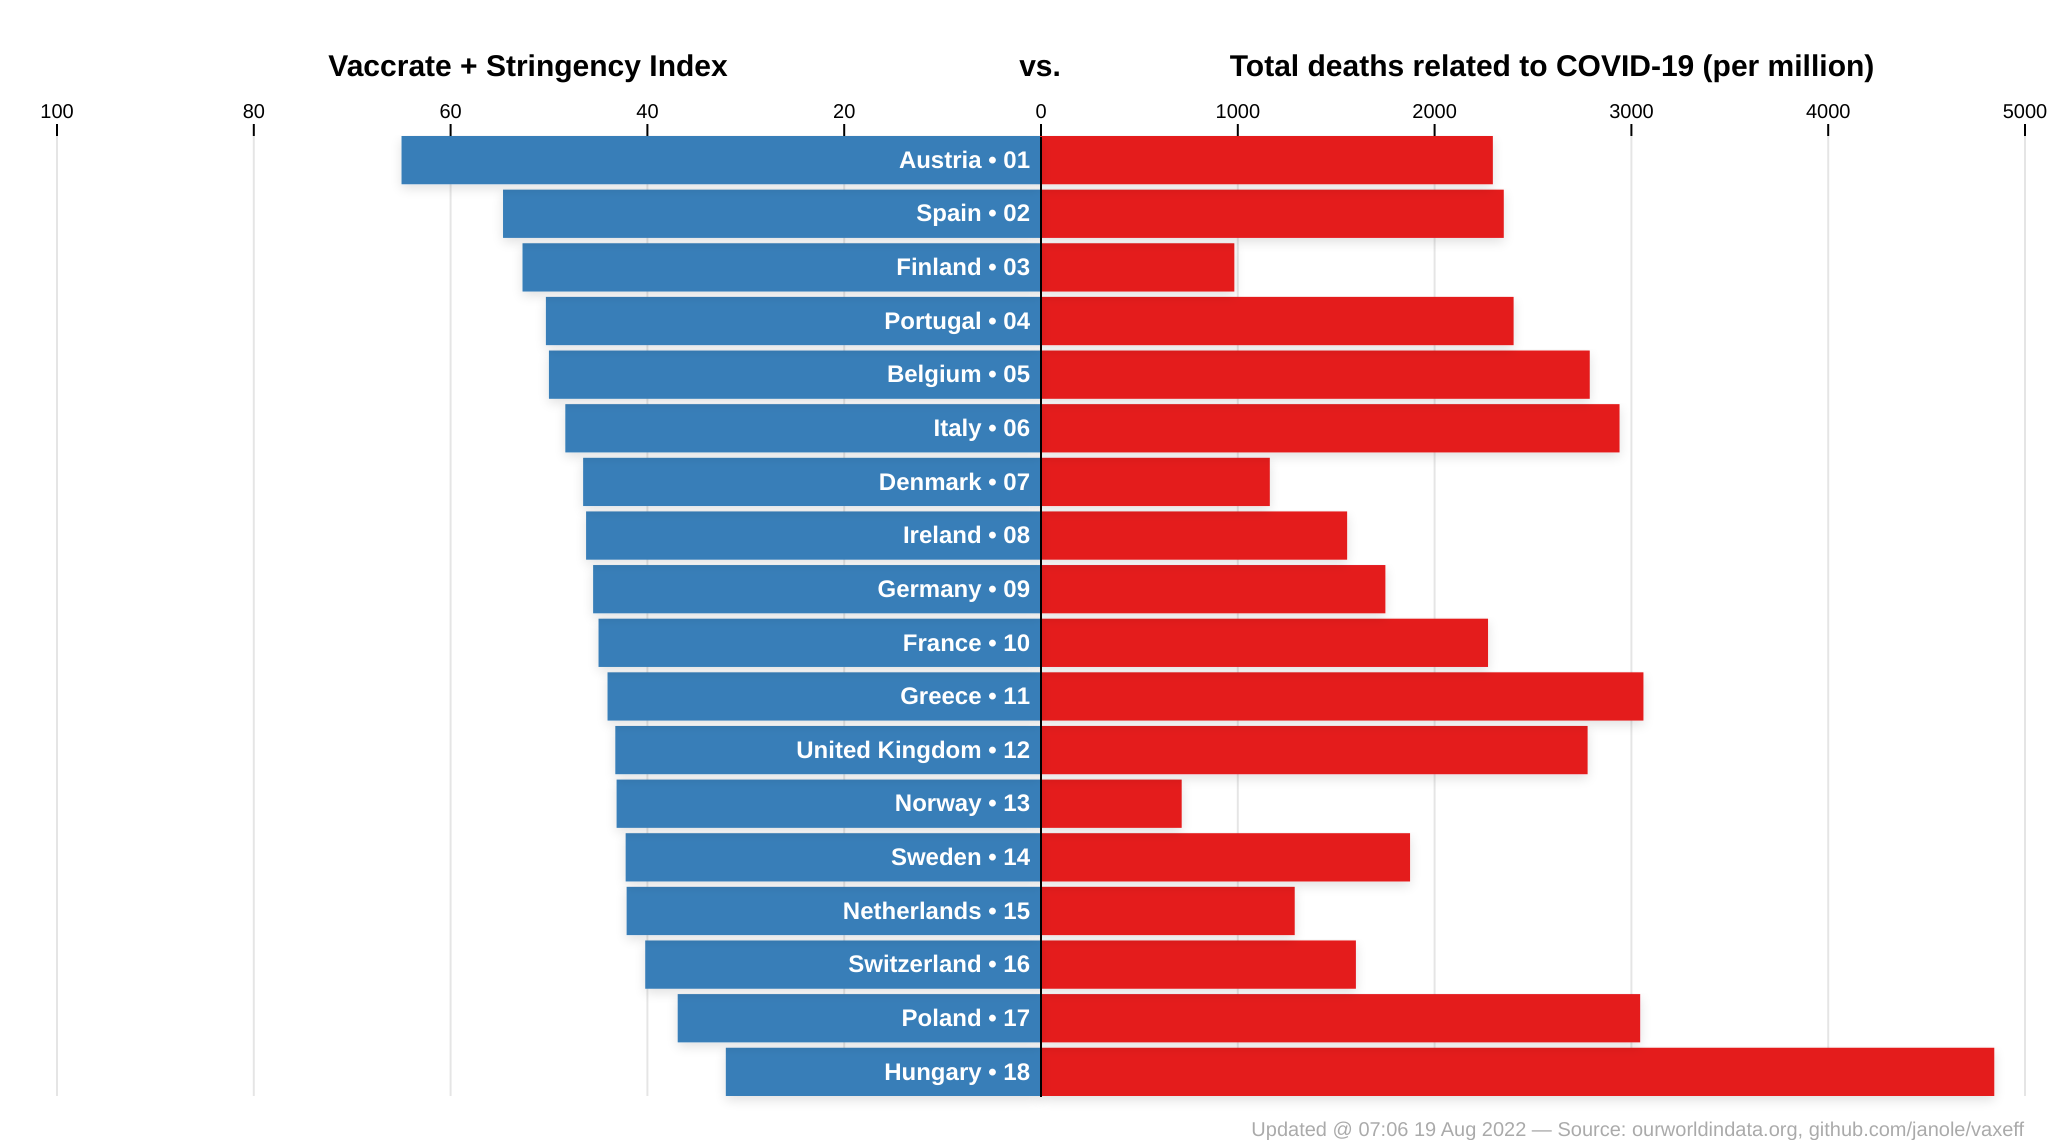 Vaccrate + Stringency Index vs. Total deaths related to COVID-19 (per million)
100 80 60 40 20 0 1000 2000 3000 4000 5000
Austria • 01
Spain • 02
Finland • 03
Portugal • 04
Belgium • 05
Italy • 06
Denmark • 07
Ireland • 08
Germany • 09
France • 10
Greece • 11
United Kingdom • 12
Norway • 13
Sweden • 14
Netherlands • 15
Switzerland • 16
Poland • 17
Hungary • 18
Updated @ 07:06 19 Aug 2022 — Source: ourworldindata.org, github.com/janole/vaxeff